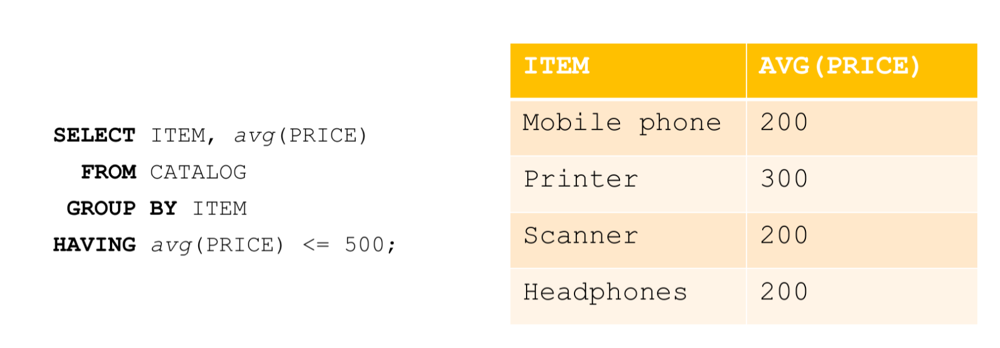 SELECT ITEM, avg(PRICE)
FROM CATALOG
GROUP BY ITEM
HAVING avg(PRICE) <= 500;
ITEM AVG(PRICE)
Mobile phone 200
Printer 300
Scanner 200
Headphones 200